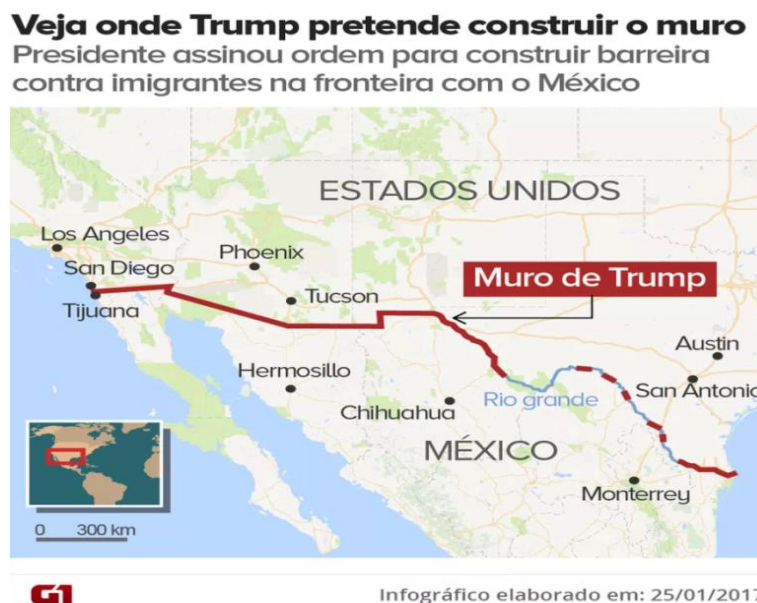 Veja onde Trump pretende construir o muro
Presidente assinou ordem para construir barreira
contra imigrantes na fronteira com o México
ESTADOS UNIDOS
Los Angeles
Phoenix
San Diego
Muro de Trump
Tijuana
Tucson
Austin
Hermosillo
Rio grande
San Antonio
Chihuahua
MÉXICO
Monterrey
0 300 km
G1
Infográfico elaborado em: 25/01/2017